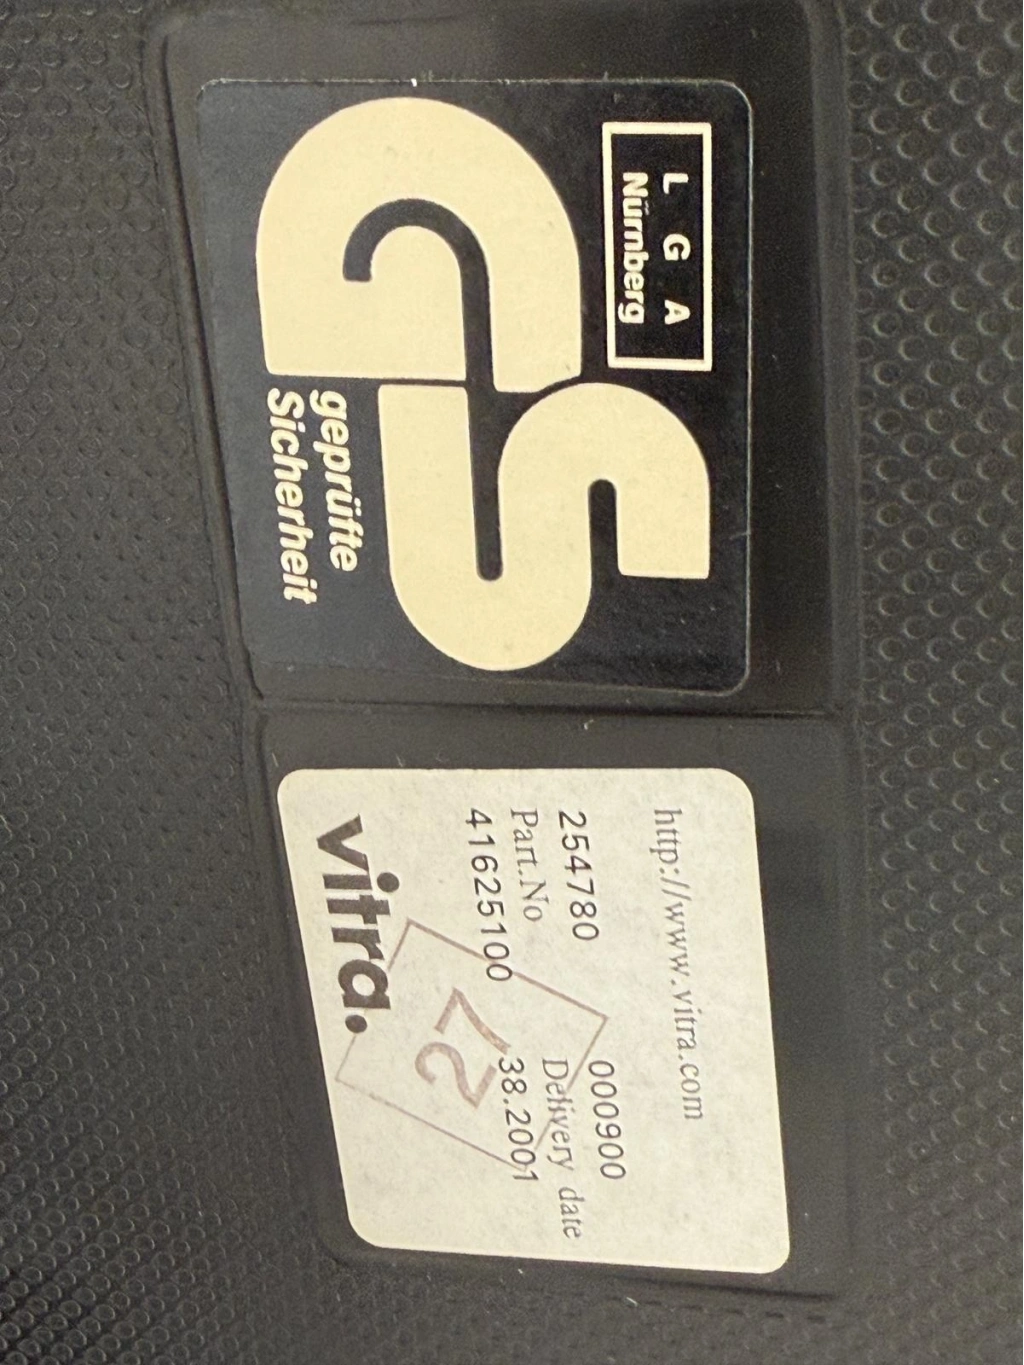 L G A
Nürnberg
GS
geprüfte
Sicherheit
http://www.vitra.com
254780 000900
Part.No Delivery date
41625100 38.2001
27
vitra.